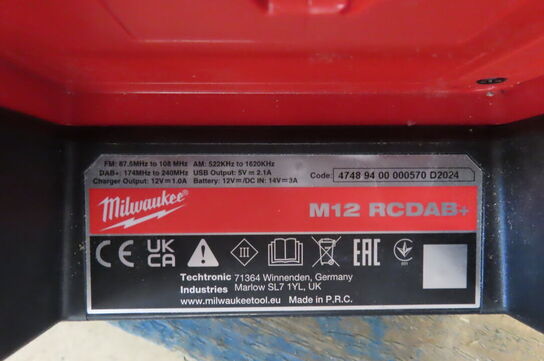 FM: 87.5MHz to 108 MHz AM: 522KHz to 1620KHz
DAB+: 174MHz to 240MHz USB Output: 5V⎓2.1A
Charger Output: 12V⎓1.0A Battery: 12V⎓/DC IN: 14V⎓3A
Code: 4748 94 00 000570 D2024
Milwaukee
M12 RCDAB+
CE UK CA III EAC
Techtronic 71364 Winnenden, Germany
Industries Marlow SL7 1YL, UK
www.milwaukeetool.eu Made in P.R.C.